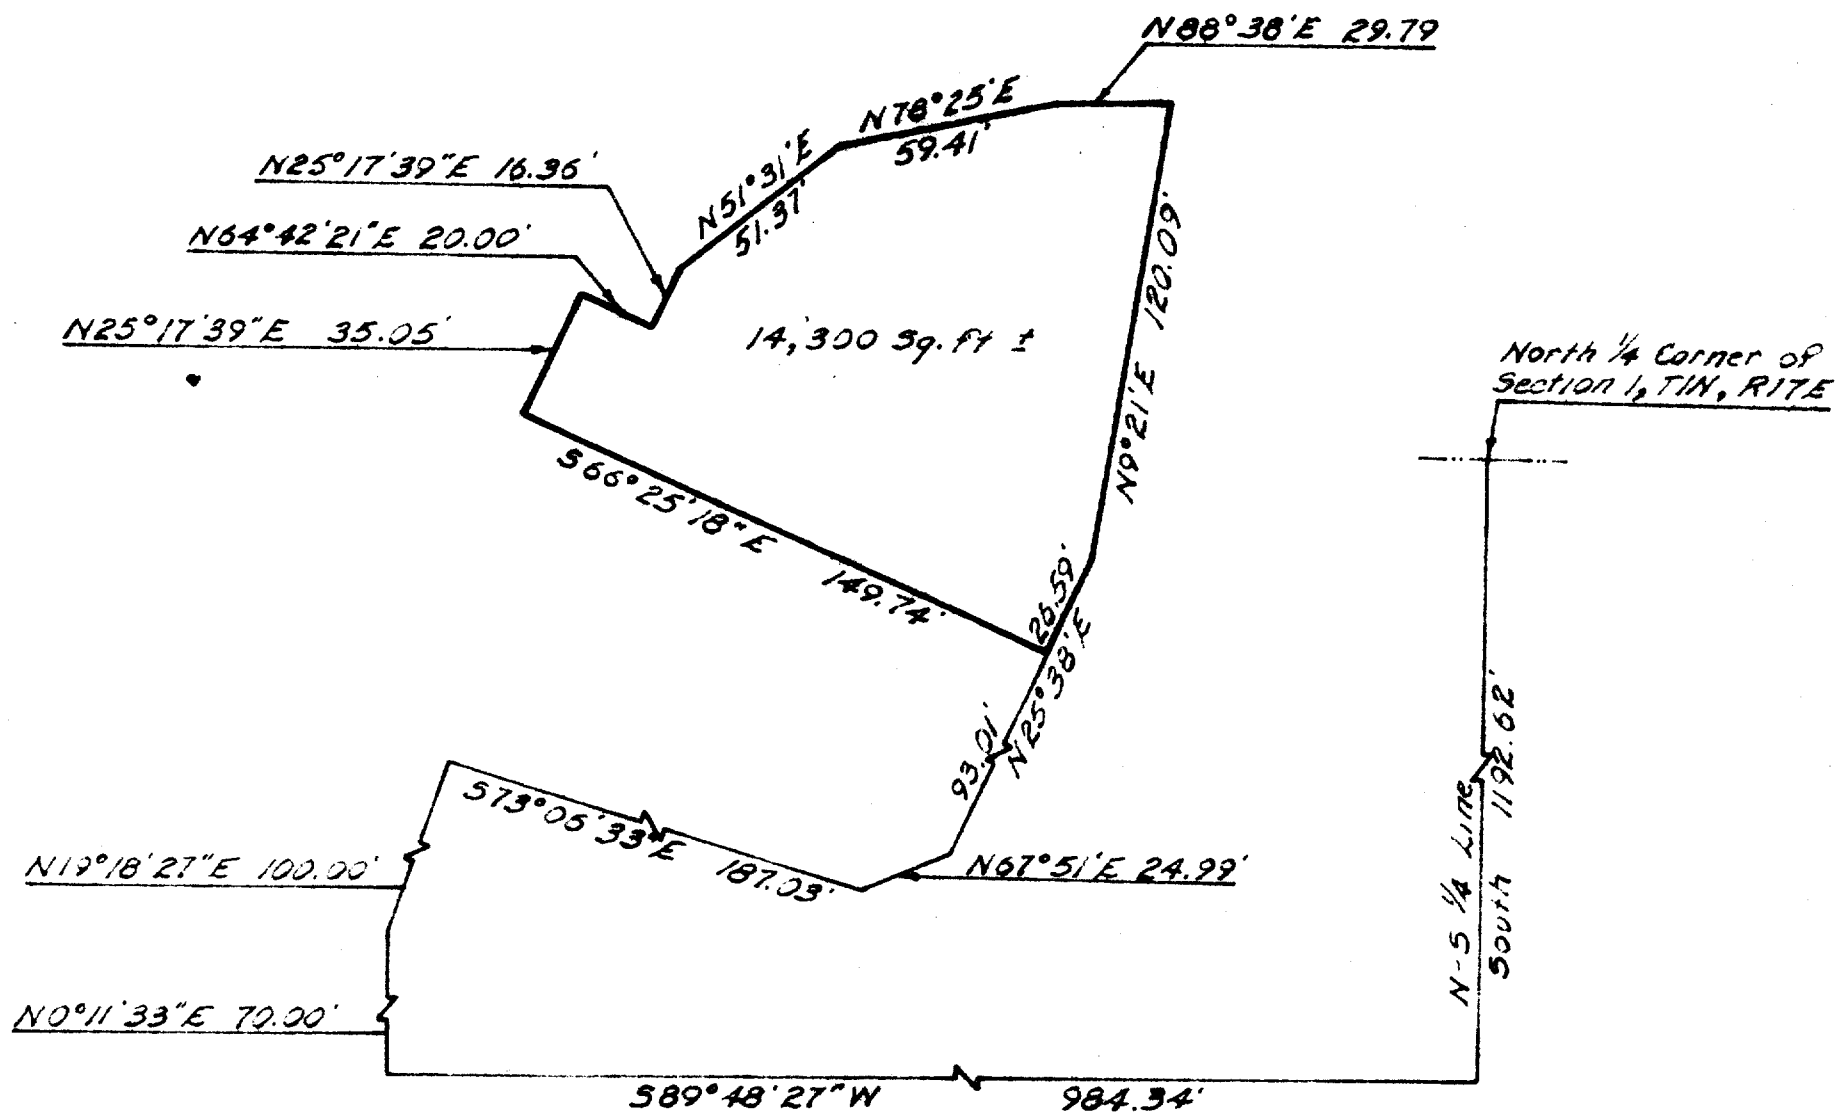 N88°38'E 29.79
N78°25'E
59.41'
N51°31'E
51.37'
N25°17'39"E 16.36'
N64°42'21"E 20.00'
N25°17'39"E 35.05'
14,300 Sq. ft ±
N9°21'E 120.09'
North 1/4 Corner of
Section 1, T1N, R17E
S66°25'18"E 149.74'
26.59'
N25°38'E
93.01'
S73°05'33"E 187.03'
N67°51'E 24.99'
N19°18'27"E 100.00'
N0°11'33"E 70.00'
N-S 1/4 Line
South 1192.62'
S89°48'27"W 984.34'